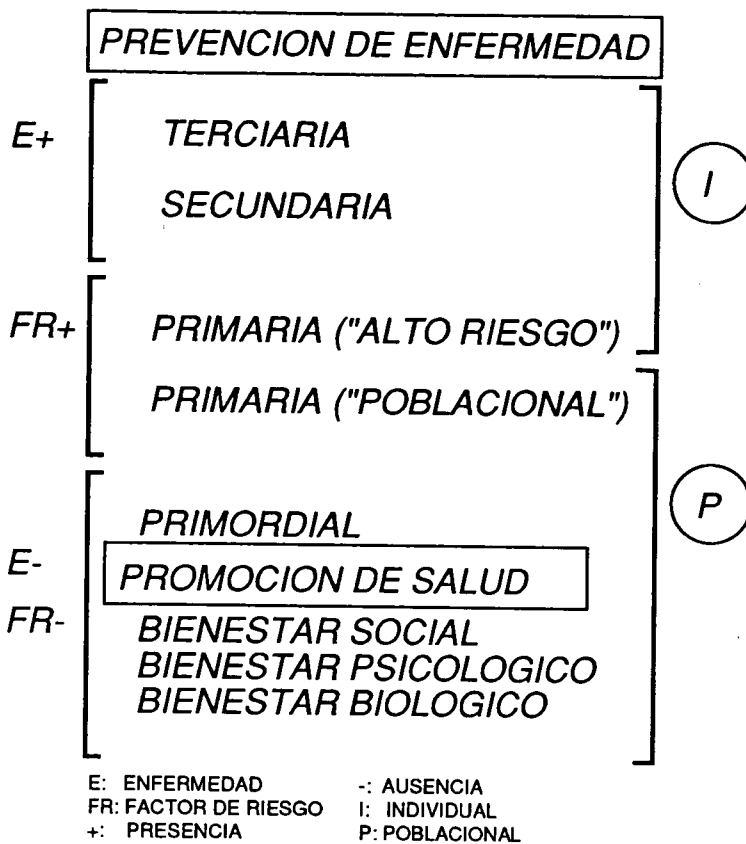 PREVENCION DE ENFERMEDAD
E+
TERCIARIA
SECUNDARIA
I
FR+
PRIMARIA ("ALTO RIESGO")
PRIMARIA ("POBLACIONAL")
P
PRIMORDIAL
E-
PROMOCION DE SALUD
FR-
BIENESTAR SOCIAL
BIENESTAR PSICOLOGICO
BIENESTAR BIOLOGICO
E: ENFERMEDAD -: AUSENCIA
FR: FACTOR DE RIESGO I: INDIVIDUAL
+: PRESENCIA P: POBLACIONAL